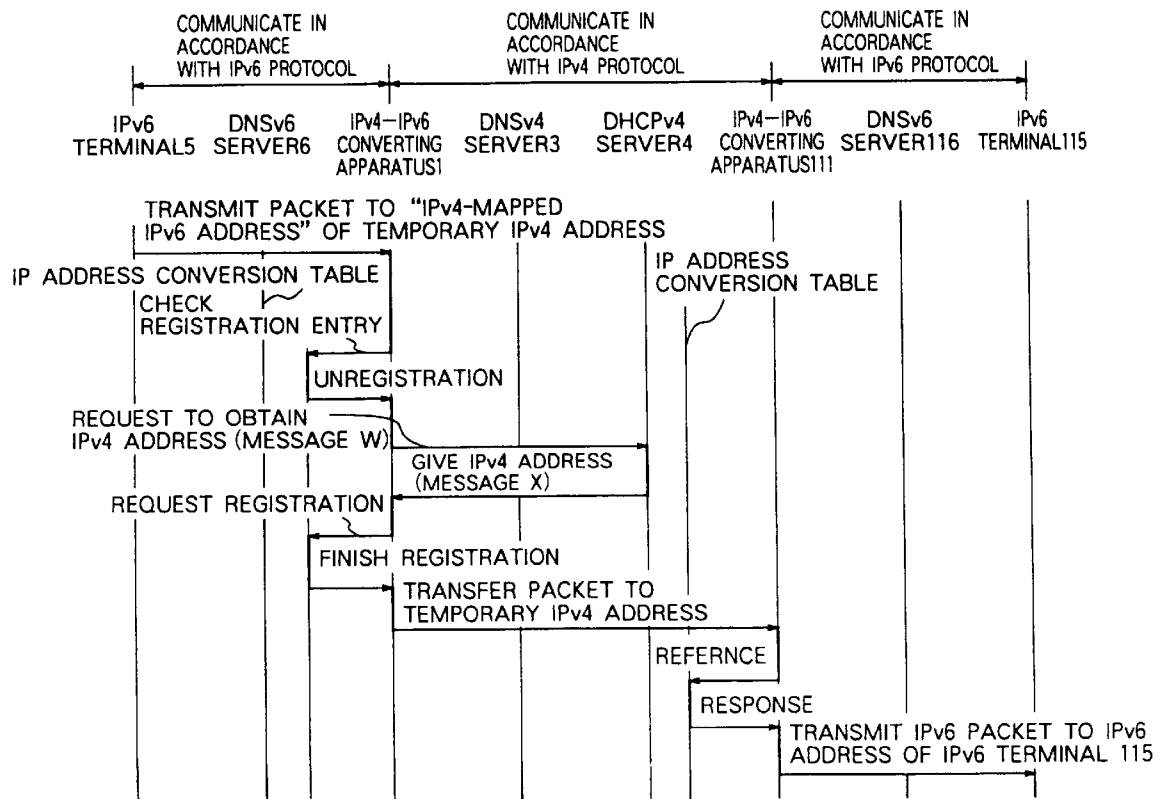 COMMUNICATE IN
ACCORDANCE
WITH IPv6 PROTOCOL
COMMUNICATE IN
ACCORDANCE
WITH IPv4 PROTOCOL
COMMUNICATE IN
ACCORDANCE
WITH IPv6 PROTOCOL
IPv6
TERMINAL5
DNSv6
SERVER6
IPv4-IPv6
CONVERTING
APPARATUS1
DNSv4
SERVER3
DHCPv4
SERVER4
IPv4-IPv6
CONVERTING
APPARATUS111
DNSv6
SERVER116
IPv6
TERMINAL115
TRANSMIT PACKET TO “IPv4-MAPPED
IPv6 ADDRESS” OF TEMPORARY IPv4 ADDRESS
IP ADDRESS CONVERSION TABLE
IP ADDRESS
CONVERSION TABLE
CHECK
REGISTRATION ENTRY
UNREGISTRATION
REQUEST TO OBTAIN
IPv4 ADDRESS (MESSAGE W)
GIVE IPv4 ADDRESS
(MESSAGE X)
REQUEST REGISTRATION
FINISH REGISTRATION
TRANSFER PACKET TO
TEMPORARY IPv4 ADDRESS
REFERNCE
RESPONSE
TRANSMIT IPv6 PACKET TO IPv6
ADDRESS OF IPv6 TERMINAL 115